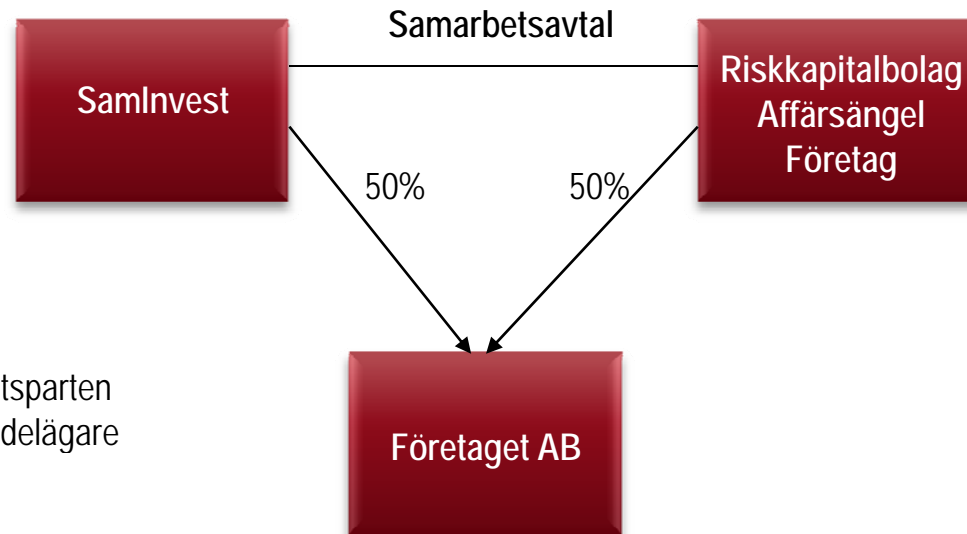 Samarbetsavtal
SamInvest
Riskkapitalbolag
Affärsängel
Företag
50%
50%
tsparten
delägare
Företaget AB